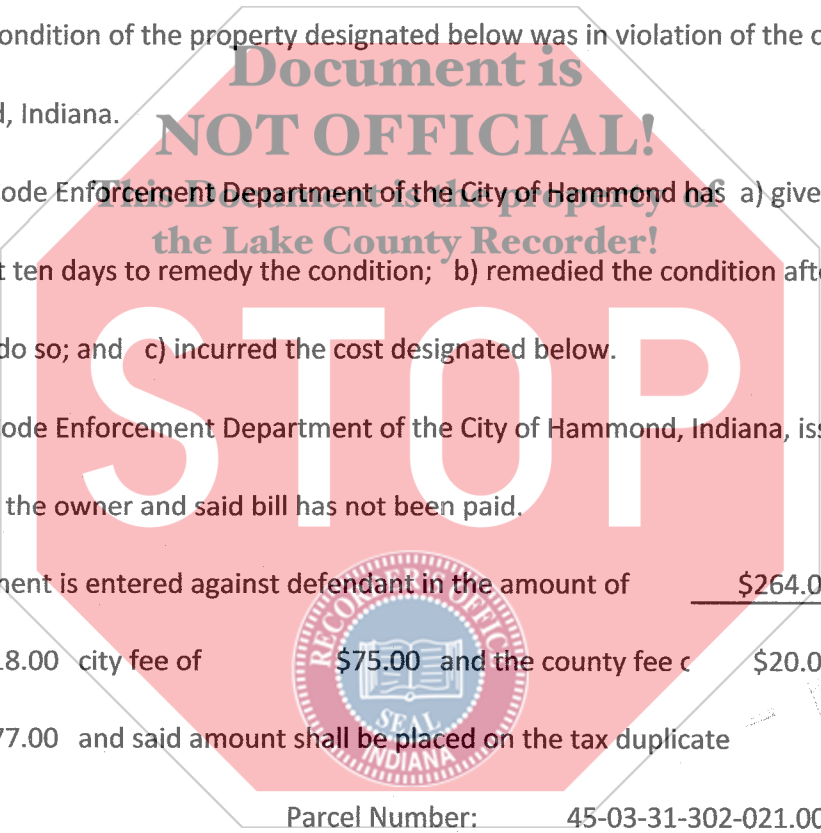 ondition of the property designated below was in violation of the c
Document is
d, Indiana.
NOT OFFICIAL!
ode Enforcement Department of the City of Hammond has a) give
This Document is the property of
the Lake County Recorder!
t ten days to remedy the condition; b) remedied the condition afte
STOP
do so; and c) incurred the cost designated below.
ode Enforcement Department of the City of Hammond, Indiana, iss
the owner and said bill has not been paid.
nent is entered against defendant in the amount of $264.0
RECORDER'S OFFICE
18.00 city fee of $75.00 and the county fee o $20.0
SEAL
INDIANA
77.00 and said amount shall be placed on the tax duplicate
Parcel Number: 45-03-31-302-021.00